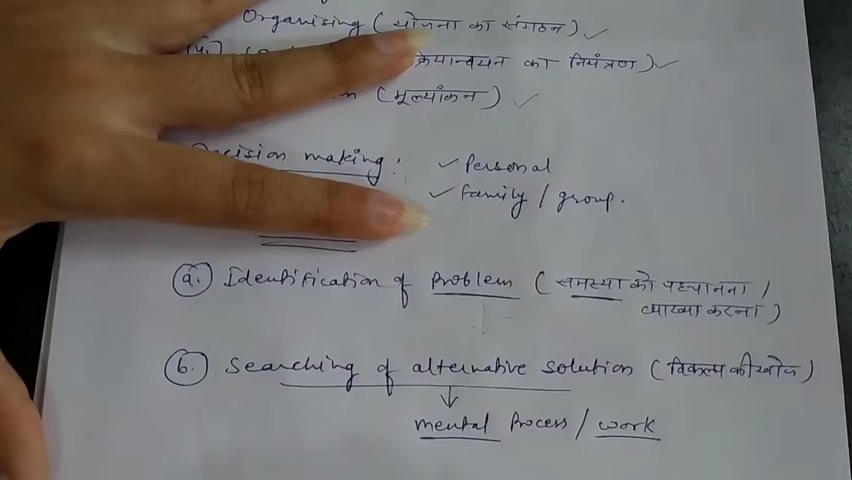 Organising (योजना का संगठन) ✓
का नियंत्रण) ✓
(मूल्यांकन) ✓
making: ✓ Personal
✓ Family / group.
(a.) Identification of Problem (समस्या को पहचानना /
व्याख्या करना)
(b.) Searching of alternative solution (विकल्प की खोज)
↓
mental Process / work